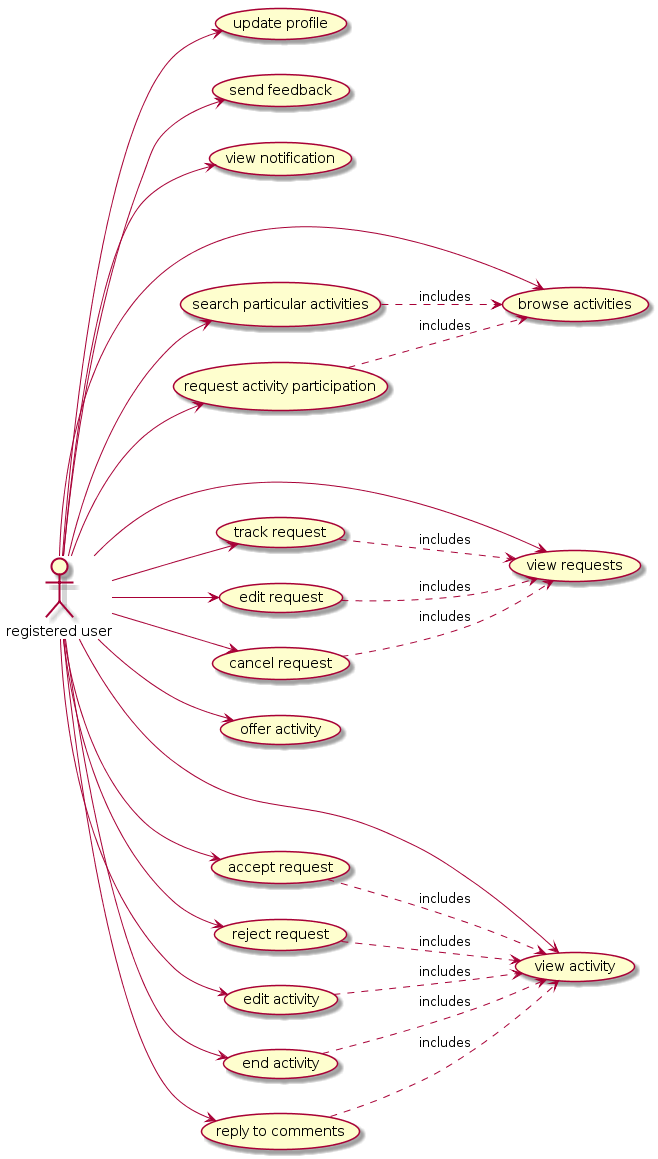 update profile
send feedback
view notification
search particular activities
includes
browse activities
includes
request activity participation
track request
includes
view requests
edit request
includes
includes
registered user
cancel request
offer activity
accept request
includes
reject request
includes
view activity
includes
edit activity
includes
end activity
includes
reply to comments